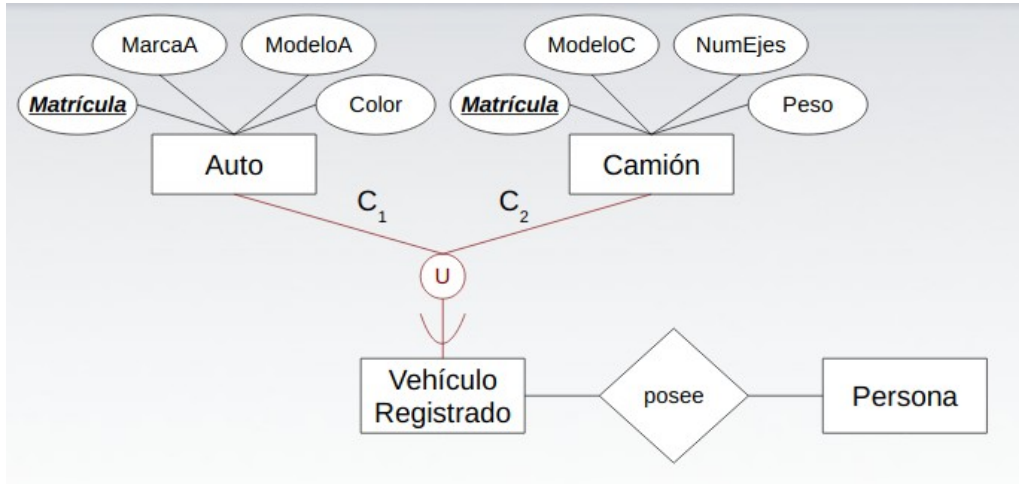 MarcaA ModeloA ModeloC NumEjes
Matrícula Color Matrícula Peso
Auto Camión
C1 C2
U
Vehículo
Registrado
posee
Persona